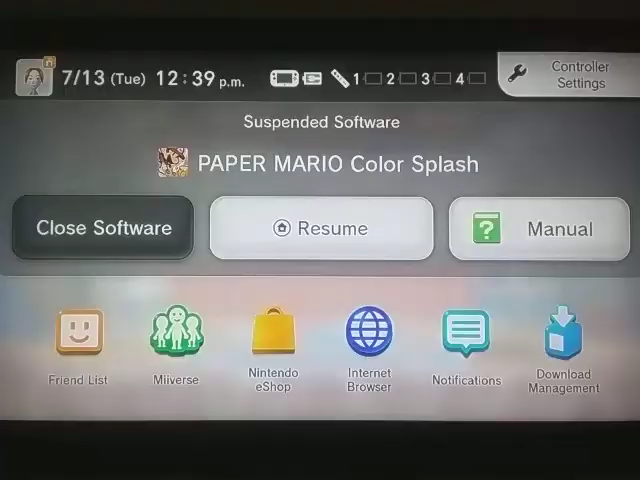 7/13 (Tue) 12:39 p.m.
1 2 3 4
Controller
Settings
Suspended Software
PAPER MARIO Color Splash
Close Software
Resume
? Manual
Friend List
Miiverse
Nintendo
eShop
Internet
Browser
Notifications
Download
Management